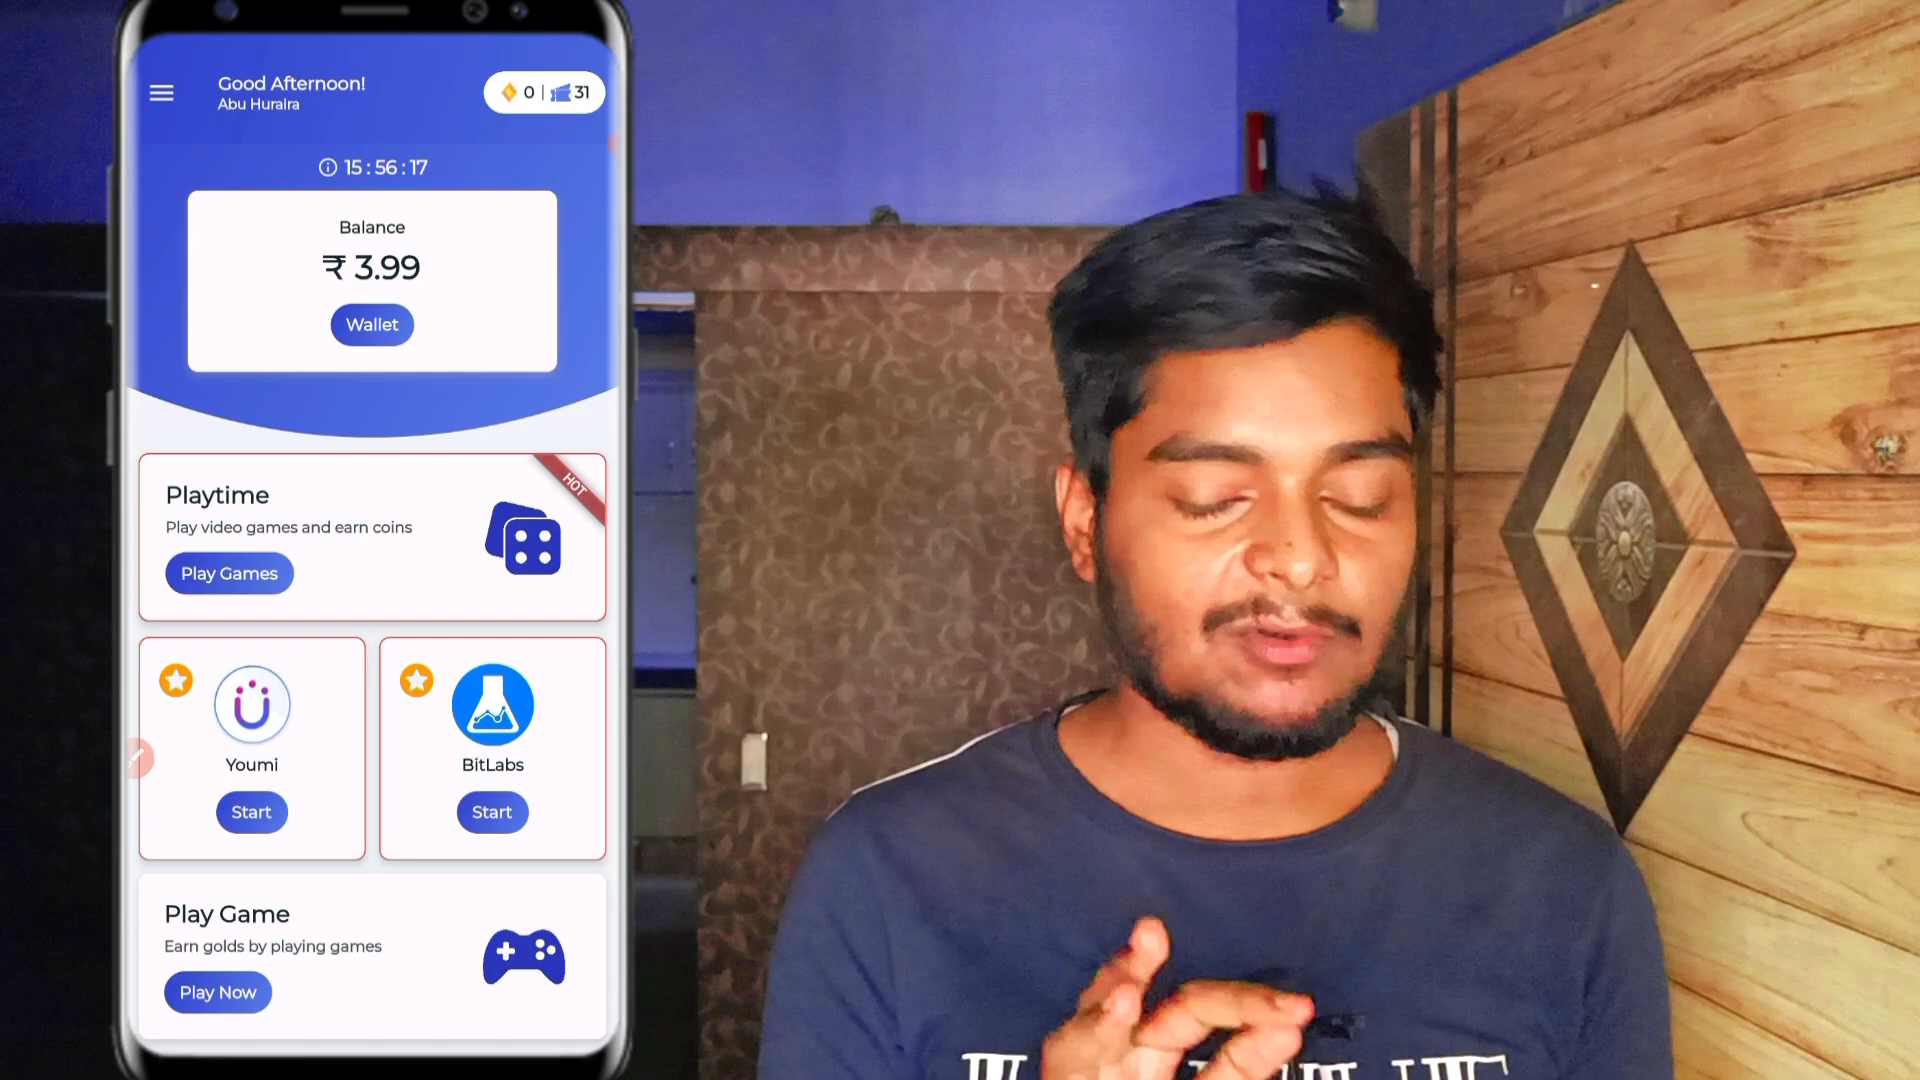 Good Afternoon!
Abu Huraira
0 | 31
15 : 56 : 17
Balance
₹ 3.99
Wallet
HOT
Playtime
Play video games and earn coins
Play Games
Youmi
Start
BitLabs
Start
Play Game
Earn golds by playing games
Play Now